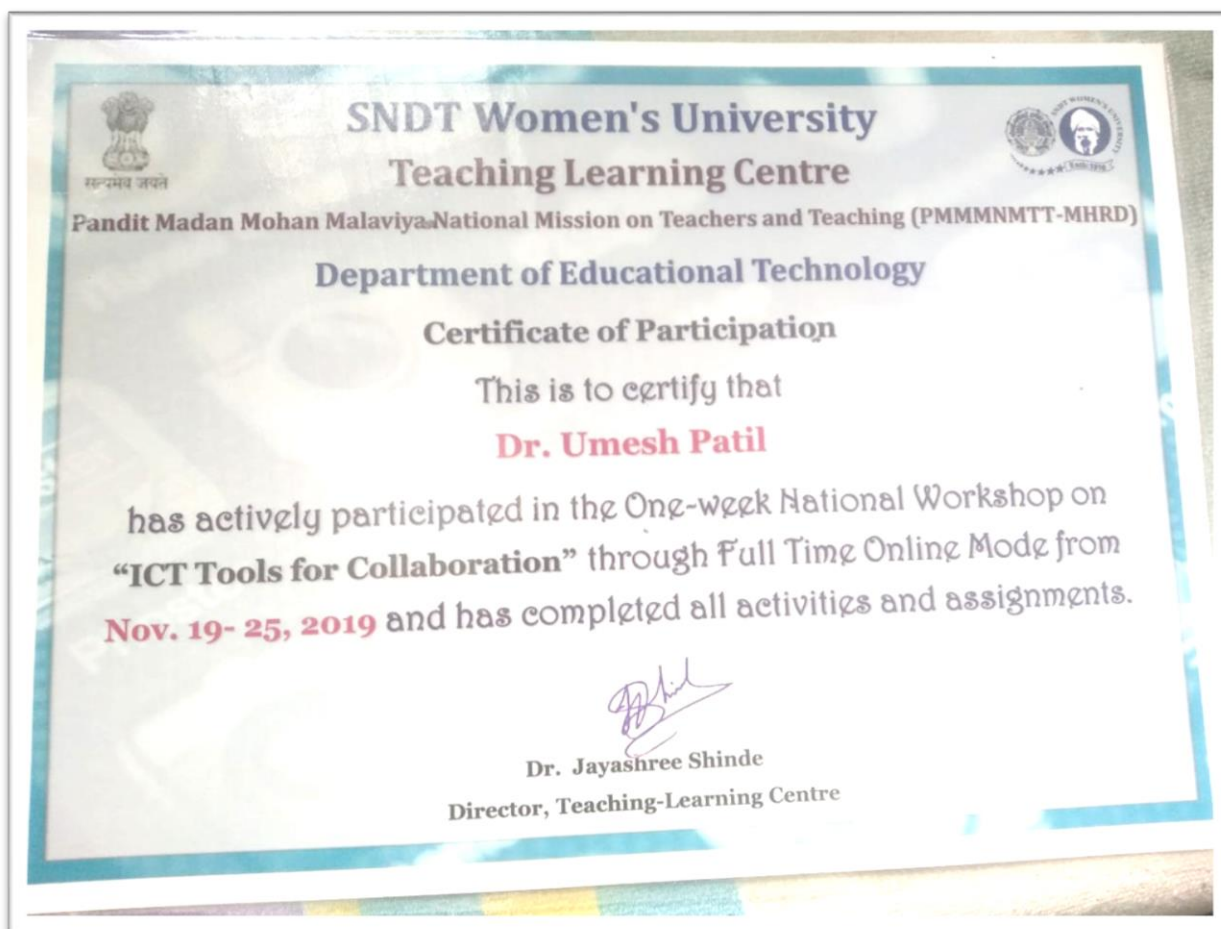 SNDT Women's University
Teaching Learning Centre
सत्यमेव जयते
SNDT WOMEN'S UNIVERSITY
Pandit Madan Mohan Malaviya National Mission on Teachers and Teaching (PMMMNMTT-MHRD)
Department of Educational Technology
Certificate of Participation
This is to certify that
Dr. Umesh Patil
has actively participated in the One-week National Workshop on
“ICT Tools for Collaboration” through Full Time Online Mode from
Nov. 19- 25, 2019 and has completed all activities and assignments.
Dr. Jayashree Shinde
Director, Teaching-Learning Centre